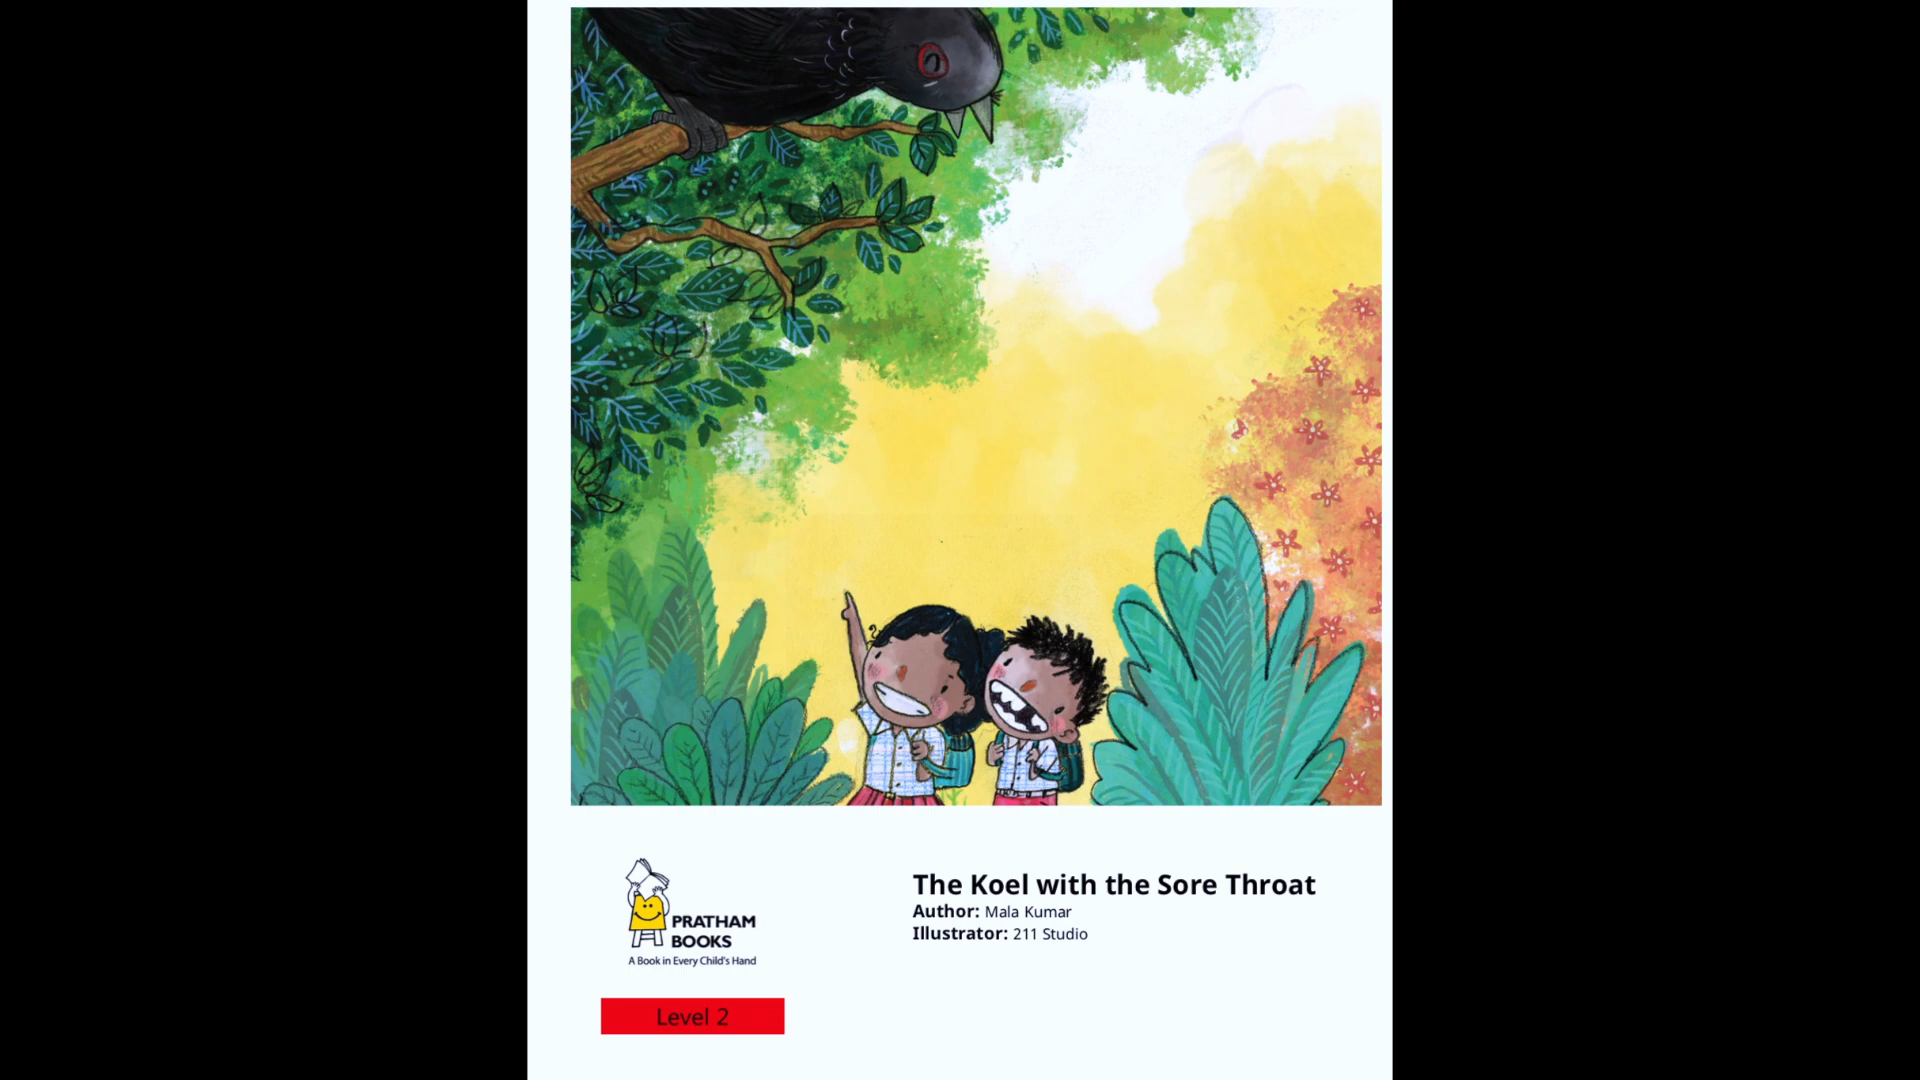 The Koel with the Sore Throat
Author: Mala Kumar
Illustrator: 211 Studio
PRATHAM
BOOKS
A Book in Every Child's Hand
Level 2